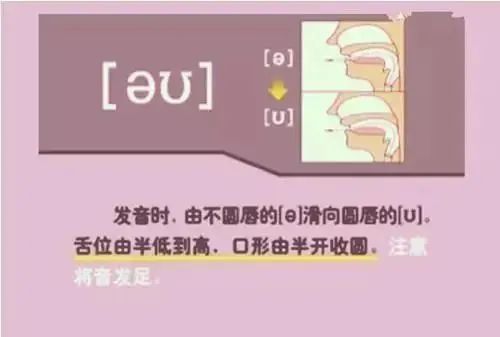 [əʊ]
[ə]
[ʊ]
发音时, 由不圆唇的[ə]滑向圆唇的[ʊ]。
舌位由半低到高, 口形由半开收圆。注意
将音发足。